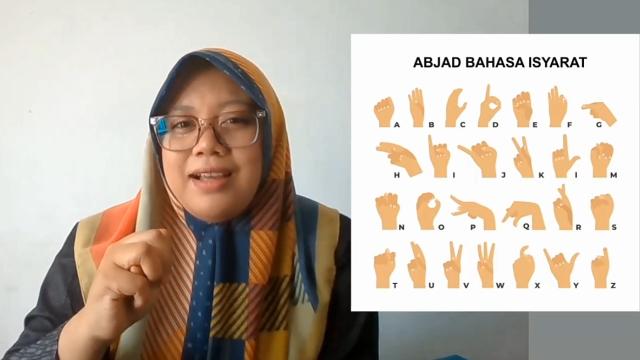 ABJAD BAHASA ISYARAT
A B C D E F G
H I J K L M
N O P Q R S
T U V W X Y Z